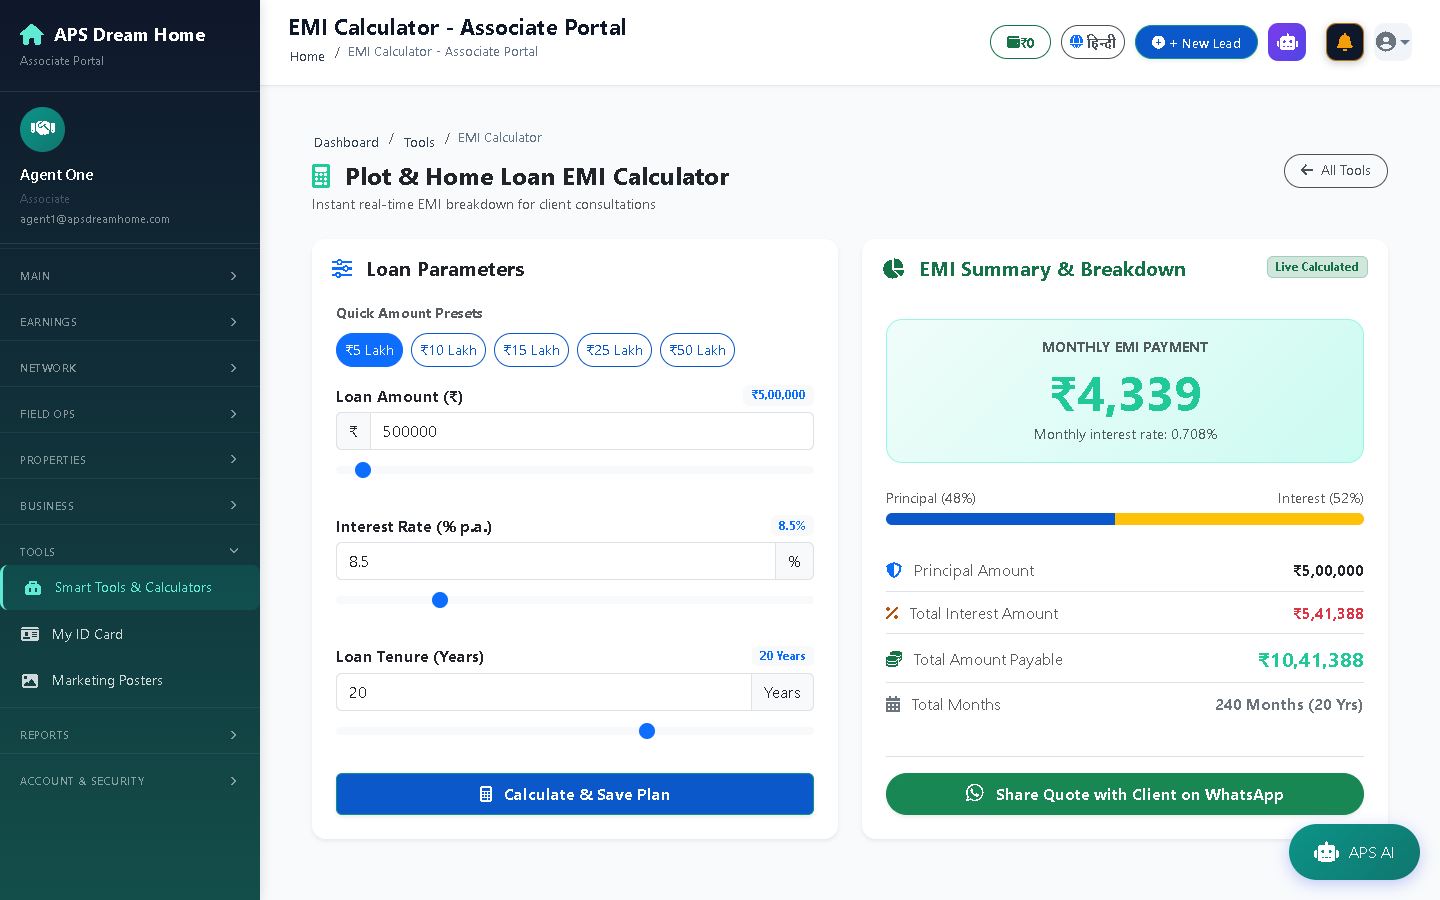 APS Dream Home
Associate Portal
Agent One
Associate
agent1@apsdreamhome.com
MAIN
EARNINGS
NETWORK
FIELD OPS
PROPERTIES
BUSINESS
TOOLS
Smart Tools & Calculators
My ID Card
Marketing Posters
REPORTS
ACCOUNT & SECURITY
EMI Calculator - Associate Portal
Home / EMI Calculator - Associate Portal
₹0
हिन्दी
+ New Lead
Dashboard / Tools / EMI Calculator
Plot & Home Loan EMI Calculator
Instant real-time EMI breakdown for client consultations
All Tools
Loan Parameters
Quick Amount Presets
₹5 Lakh ₹10 Lakh ₹15 Lakh ₹25 Lakh ₹50 Lakh
Loan Amount (₹) ₹5,00,000
₹ 500000
Interest Rate (% p.a.) 8.5%
8.5 %
Loan Tenure (Years) 20 Years
20 Years
Calculate & Save Plan
EMI Summary & Breakdown
Live Calculated
MONTHLY EMI PAYMENT
₹4,339
Monthly interest rate: 0.708%
Principal (48%) Interest (52%)
Principal Amount ₹5,00,000
Total Interest Amount ₹5,41,388
Total Amount Payable ₹10,41,388
Total Months 240 Months (20 Yrs)
Share Quote with Client on WhatsApp
APS AI